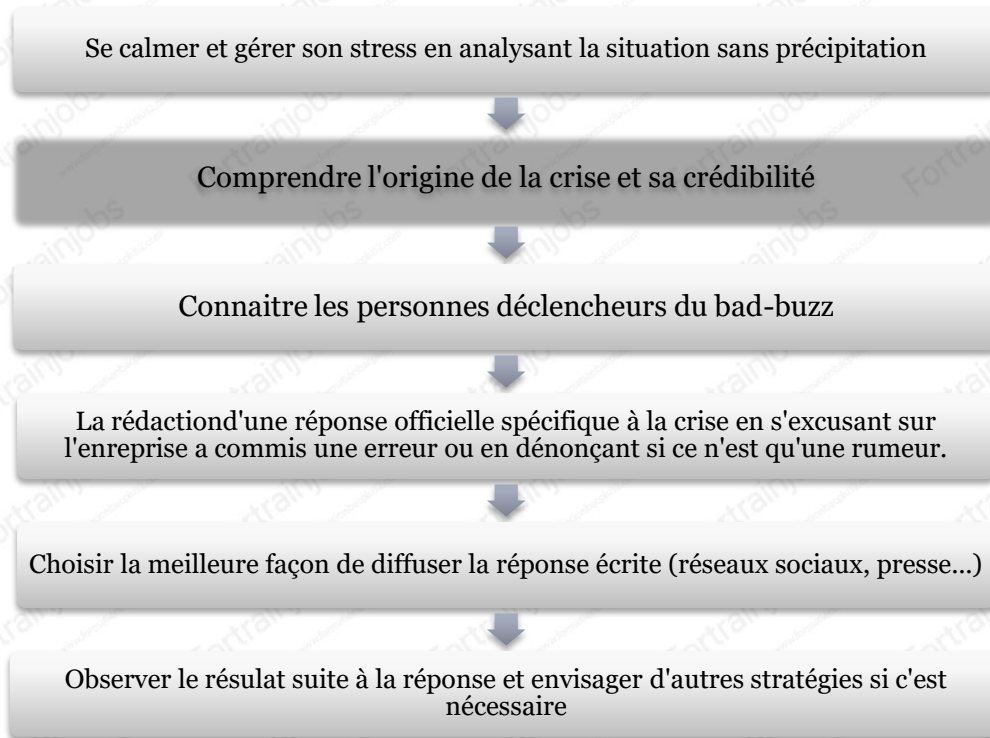 Se calmer et gérer son stress en analysant la situation sans précipitation
Comprendre l'origine de la crise et sa crédibilité
Connaitre les personnes déclencheurs du bad-buzz
La rédactiond'une réponse officielle spécifique à la crise en s'excusant sur
l'enreprise a commis une erreur ou en dénonçant si ce n'est qu'une rumeur.
Choisir la meilleure façon de diffuser la réponse écrite (réseaux sociaux, presse...)
Observer le résulat suite à la réponse et envisager d'autres stratégies si c'est
nécessaire
Fortrainjobs